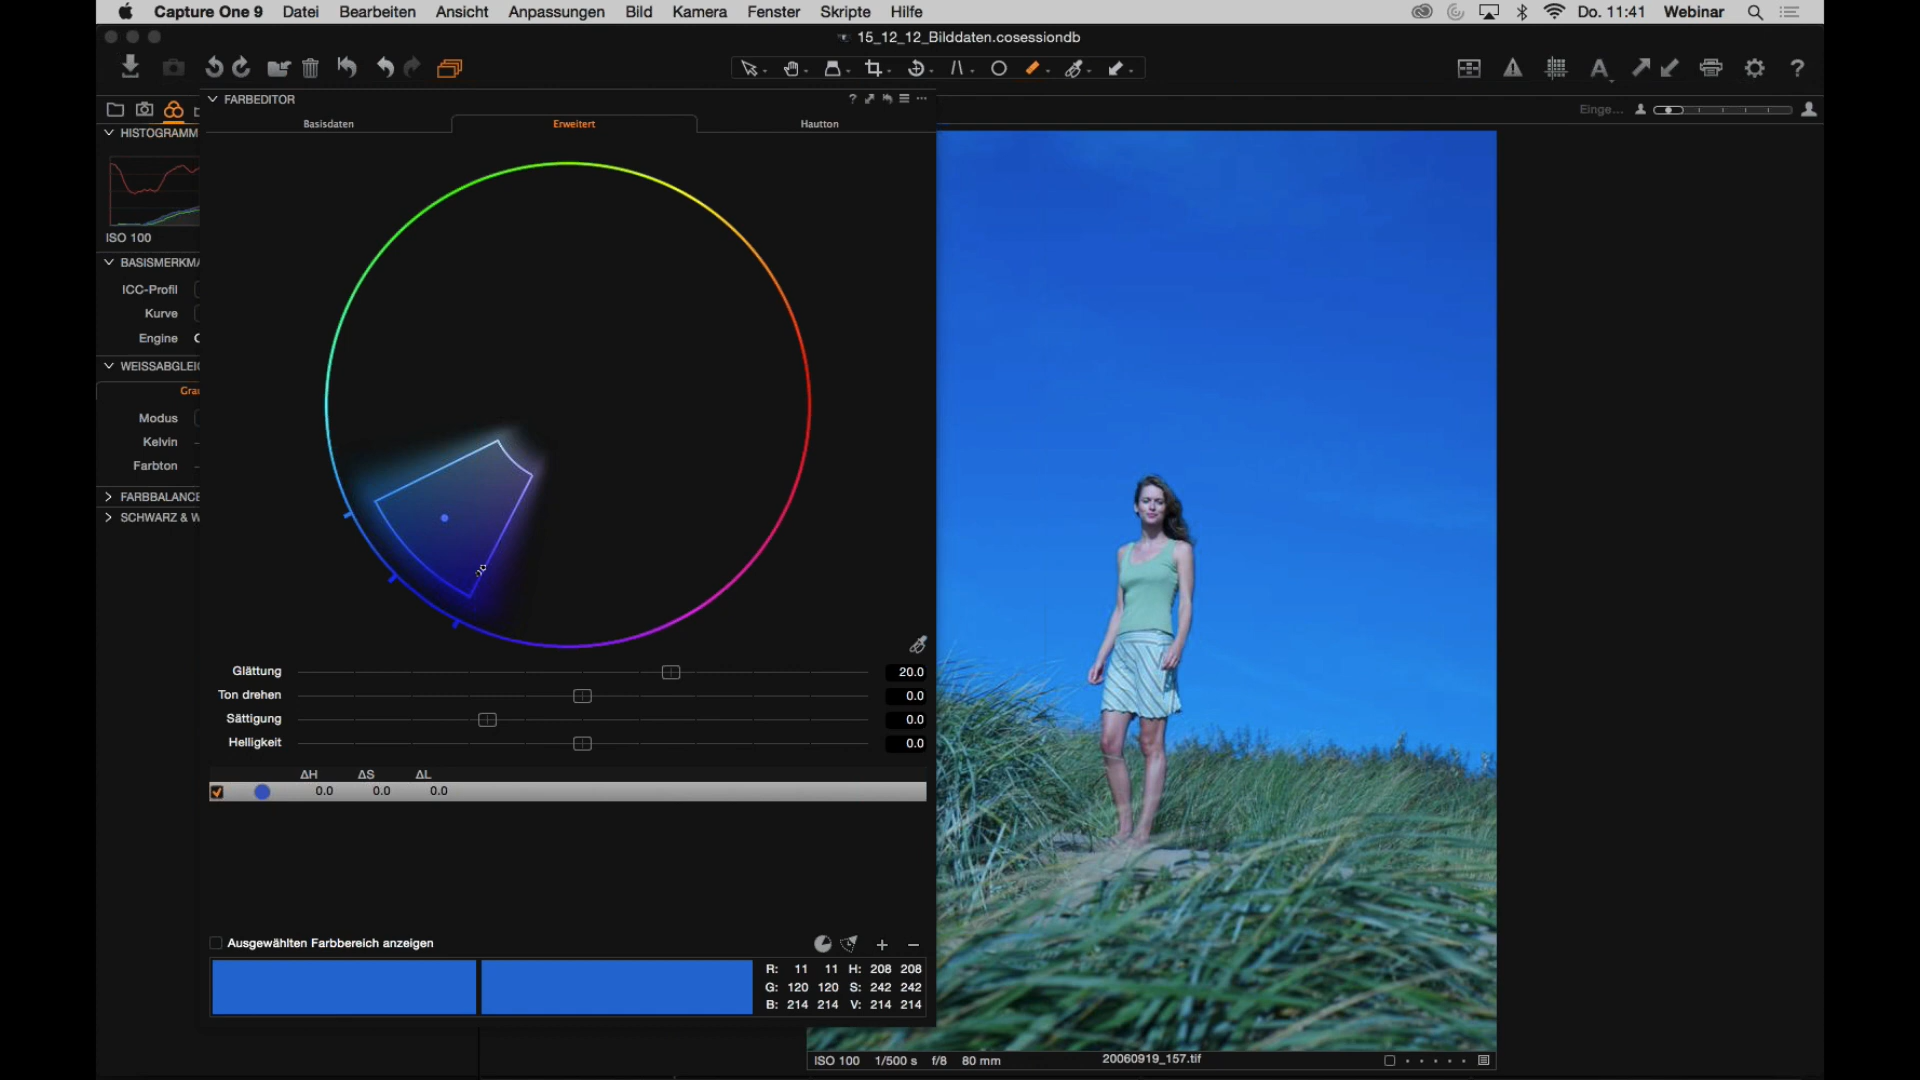 Capture One 9 Datei Bearbeiten Ansicht Anpassungen Bild Kamera Fenster Skripte Hilfe Do. 11:41 Webinar
15_12_12_Bilddaten.cosessiondb
FARBEDITOR
Basisdaten Erweitert Hautton
Einge...
HISTOGRAMM
ISO 100
BASISMERKMA
ICC-Profil
Kurve
Engine
WEISSABGLEIC
Grau
Modus
Kelvin
Farbton
FARBBALANCE
SCHWARZ & W
Glättung 20.0
Ton drehen 0.0
Sättigung 0.0
Helligkeit 0.0
ΔH ΔS ΔL
0.0 0.0 0.0
Ausgewählten Farbbereich anzeigen
R: 11 11 H: 208 208
G: 120 120 S: 242 242
B: 214 214 V: 214 214
ISO 100 1/500 s f/8 80 mm 20060919_157.tif